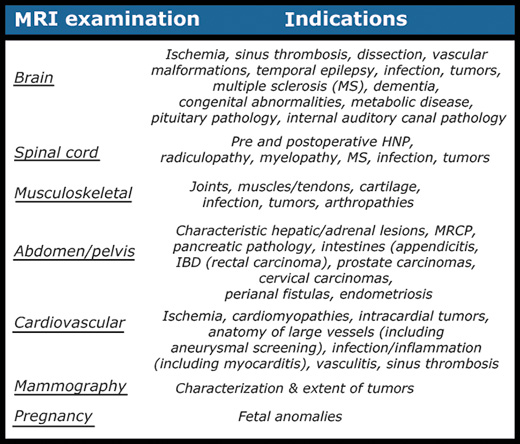 MRI examination Indications
Ischemia, sinus thrombosis, dissection, vascular
malformations, temporal epilepsy, infection, tumors,
Brain multiple sclerosis (MS), dementia,
congenital abnormalities, metabolic disease,
pituitary pathology, internal auditory canal pathology
Spinal cord Pre and postoperative HNP,
radiculopathy, myelopathy, MS, infection, tumors
Musculoskeletal Joints, muscles/tendons, cartilage,
infection, tumors, arthropathies
Characteristic hepatic/adrenal lesions, MRCP,
Abdomen/pelvis pancreatic pathology, intestines (appendicitis,
IBD (rectal carcinoma), prostate carcinomas,
cervical carcinomas,
perianal fistulas, endometriosis
Cardiovascular Ischemia, cardiomyopathies, intracardial tumors,
anatomy of large vessels (including
aneurysmal screening), infection/inflammation
(including myocarditis), vasculitis, sinus thrombosis
Mammography Characterization & extent of tumors
Pregnancy Fetal anomalies